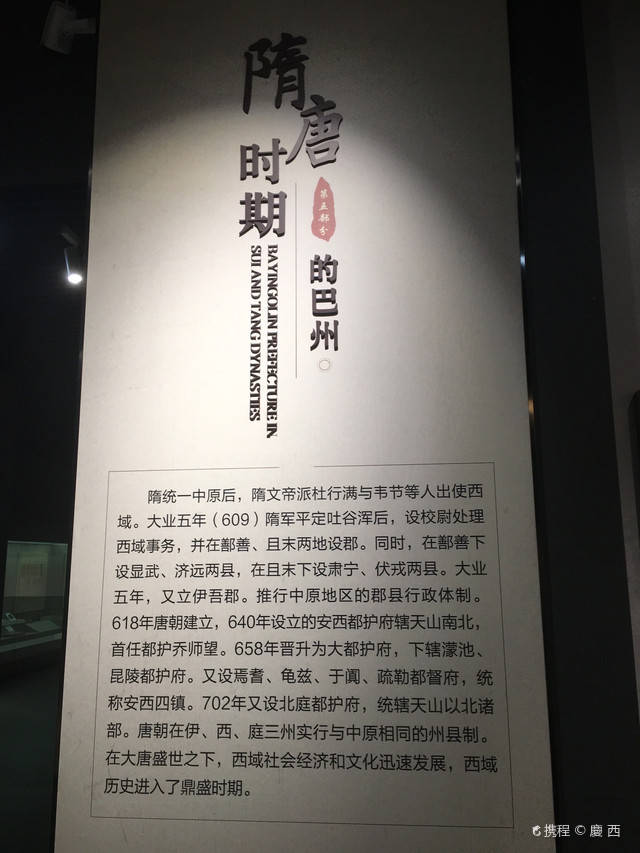 隋唐
时期
BAYINGOLIN PREFECTURE IN
SUI AND TANG DYNASTIES
第五部分
的巴州
隋统一中原后，隋文帝派杜行满与韦节等人出使西
域。大业五年（609）隋军平定吐谷浑后，设校尉处理
西域事务，并在鄯善、且末两地设郡。同时，在鄯善下
设显武、济远两县，在且末下设肃宁、伏戎两县。大业
五年，又立伊吾郡。推行中原地区的郡县行政体制。
618年唐朝建立，640年设立的安西都护府辖天山南北，
首任都护乔师望。658年晋升为大都护府，下辖濛池、
昆陵都护府。又设焉耆、龟兹、于阗、疏勒都督府，统
称安西四镇。702年又设北庭都护府，统辖天山以北诸
部。唐朝在伊、西、庭三州实行与中原相同的州县制。
在大唐盛世之下，西域社会经济和文化迅速发展，西域
历史进入了鼎盛时期。
携程 © 慶西